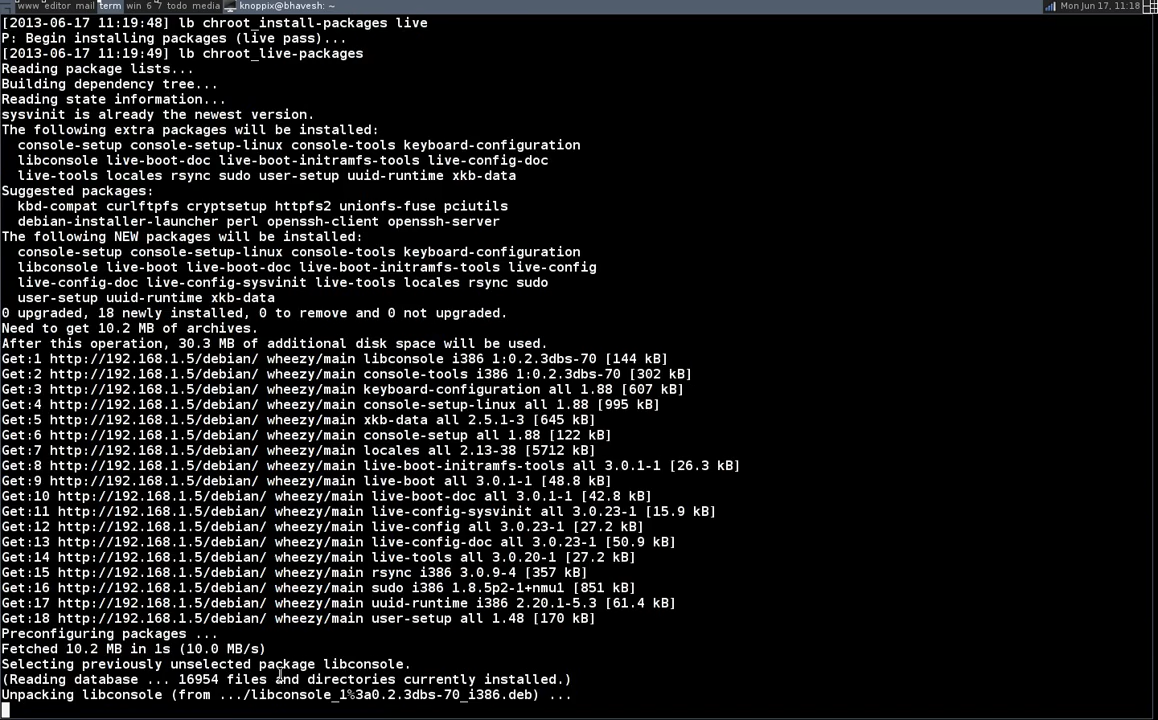 www editor mail term win 6 7 todo media knoppix@bhavesh: ~ Mon Jun 17, 11:18
[2013-06-17 11:19:48] lb chroot_install-packages live
P: Begin installing packages (live pass)...
[2013-06-17 11:19:49] lb chroot_live-packages
Reading package lists...
Building dependency tree...
Reading state information...
sysvinit is already the newest version.
The following extra packages will be installed:
  console-setup console-setup-linux console-tools keyboard-configuration
  libconsole live-boot-doc live-boot-initramfs-tools live-config-doc
  live-tools locales rsync sudo user-setup uuid-runtime xkb-data
Suggested packages:
  kbd-compat curlftpfs cryptsetup httpfs2 unionfs-fuse pciutils
  debian-installer-launcher perl openssh-client openssh-server
The following NEW packages will be installed:
  console-setup console-setup-linux console-tools keyboard-configuration
  libconsole live-boot live-boot-doc live-boot-initramfs-tools live-config
  live-config-doc live-config-sysvinit live-tools locales rsync sudo
  user-setup uuid-runtime xkb-data
0 upgraded, 18 newly installed, 0 to remove and 0 not upgraded.
Need to get 10.2 MB of archives.
After this operation, 30.3 MB of additional disk space will be used.
Get:1 http://192.168.1.5/debian/ wheezy/main libconsole i386 1:0.2.3dbs-70 [144 kB]
Get:2 http://192.168.1.5/debian/ wheezy/main console-tools i386 1:0.2.3dbs-70 [302 kB]
Get:3 http://192.168.1.5/debian/ wheezy/main keyboard-configuration all 1.88 [607 kB]
Get:4 http://192.168.1.5/debian/ wheezy/main console-setup-linux all 1.88 [995 kB]
Get:5 http://192.168.1.5/debian/ wheezy/main xkb-data all 2.5.1-3 [645 kB]
Get:6 http://192.168.1.5/debian/ wheezy/main console-setup all 1.88 [122 kB]
Get:7 http://192.168.1.5/debian/ wheezy/main locales all 2.13-38 [5712 kB]
Get:8 http://192.168.1.5/debian/ wheezy/main live-boot-initramfs-tools all 3.0.1-1 [26.3 kB]
Get:9 http://192.168.1.5/debian/ wheezy/main live-boot all 3.0.1-1 [48.8 kB]
Get:10 http://192.168.1.5/debian/ wheezy/main live-boot-doc all 3.0.1-1 [42.8 kB]
Get:11 http://192.168.1.5/debian/ wheezy/main live-config-sysvinit all 3.0.23-1 [15.9 kB]
Get:12 http://192.168.1.5/debian/ wheezy/main live-config all 3.0.23-1 [27.2 kB]
Get:13 http://192.168.1.5/debian/ wheezy/main live-config-doc all 3.0.23-1 [50.9 kB]
Get:14 http://192.168.1.5/debian/ wheezy/main live-tools all 3.0.20-1 [27.2 kB]
Get:15 http://192.168.1.5/debian/ wheezy/main rsync i386 3.0.9-4 [357 kB]
Get:16 http://192.168.1.5/debian/ wheezy/main sudo i386 1.8.5p2-1+nmu1 [851 kB]
Get:17 http://192.168.1.5/debian/ wheezy/main uuid-runtime i386 2.20.1-5.3 [61.4 kB]
Get:18 http://192.168.1.5/debian/ wheezy/main user-setup all 1.48 [170 kB]
Preconfiguring packages ...
Fetched 10.2 MB in 1s (10.0 MB/s)
Selecting previously unselected package libconsole.
(Reading database ... 16954 files and directories currently installed.)
Unpacking libconsole (from .../libconsole_1%3a0.2.3dbs-70_i386.deb) ...